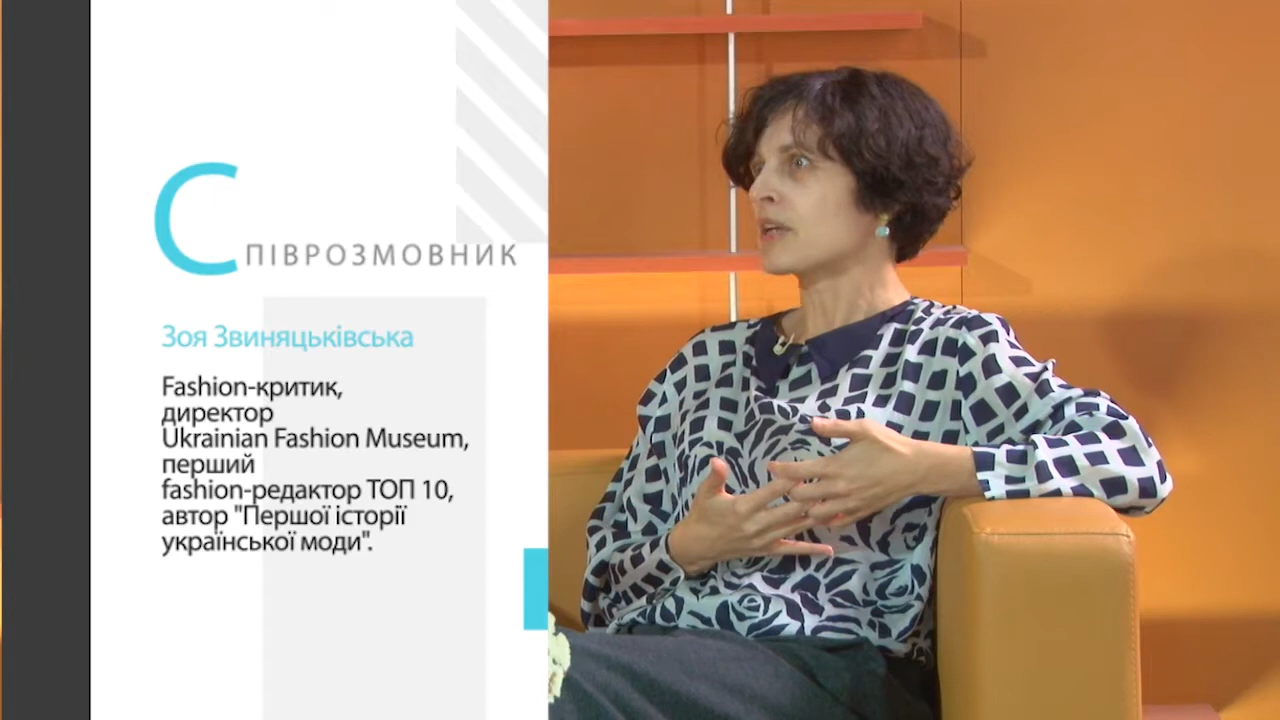 СПІВРОЗМОВНИК
Зоя Звиняцьківська
Fashion-критик,
директор
Ukrainian Fashion Museum,
перший
fashion-редактор ТОП 10,
автор "Першої історії
української моди".